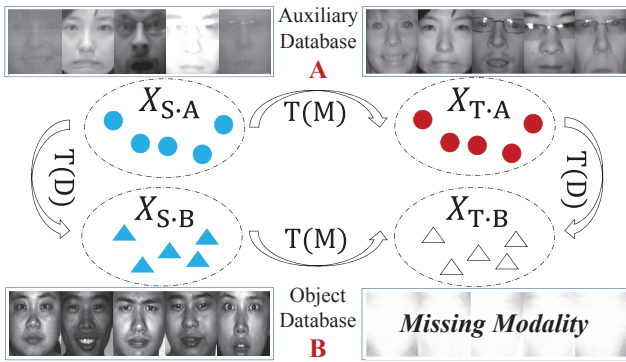 Auxiliary
Database
A
X_S·A
T(M)
X_T·A
T(D)
T(D)
X_S·B
T(M)
X_T·B
Object
Database
B
Missing Modality